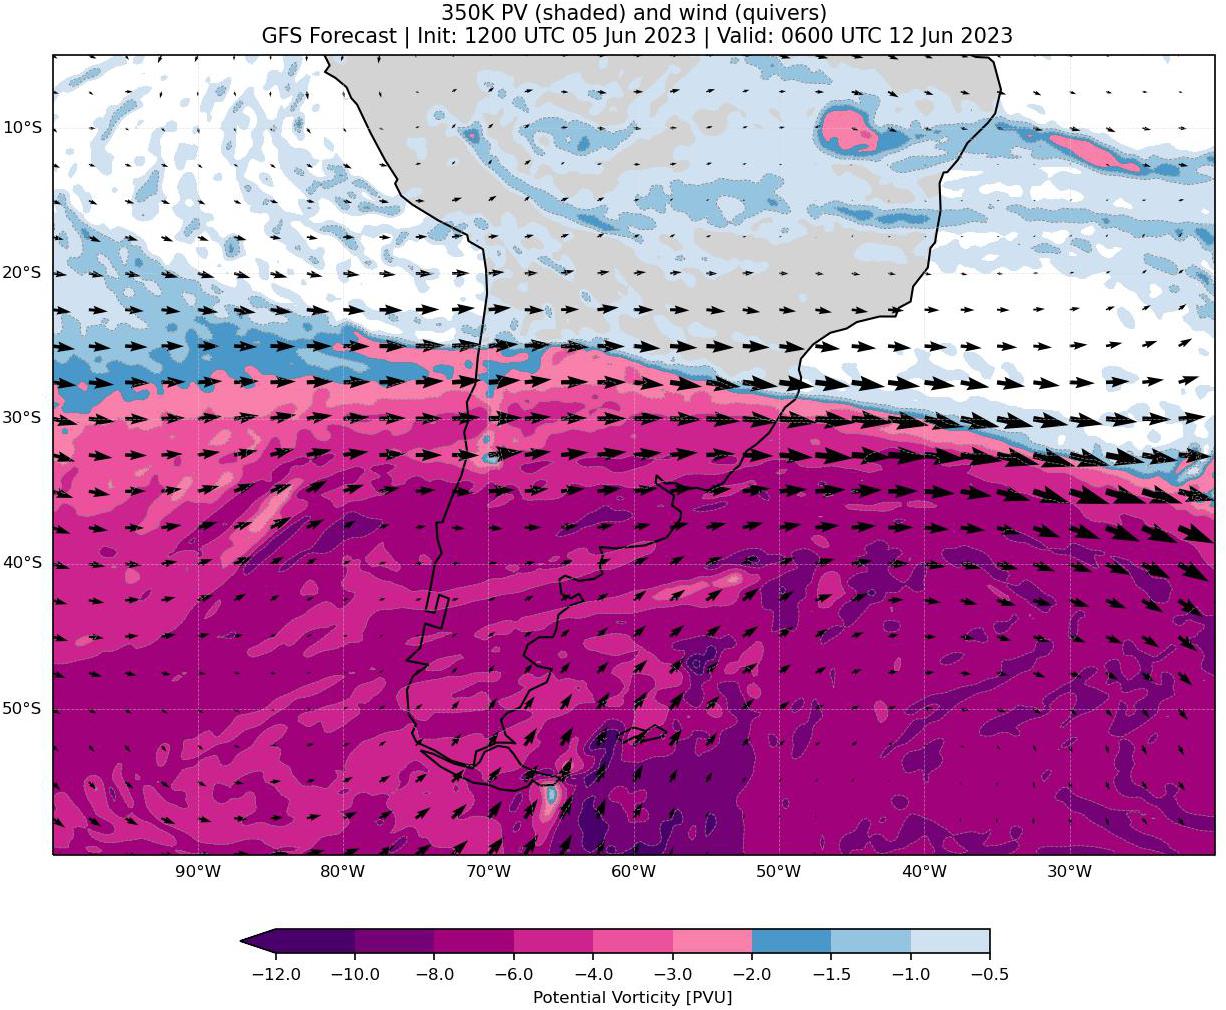 350K PV (shaded) and wind (quivers)
GFS Forecast | Init: 1200 UTC 05 Jun 2023 | Valid: 0600 UTC 12 Jun 2023
10°S
20°S
30°S
40°S
50°S
90°W 80°W 70°W 60°W 50°W 40°W 30°W
−12.0 −10.0 −8.0 −6.0 −4.0 −3.0 −2.0 −1.5 −1.0 −0.5
Potential Vorticity [PVU]